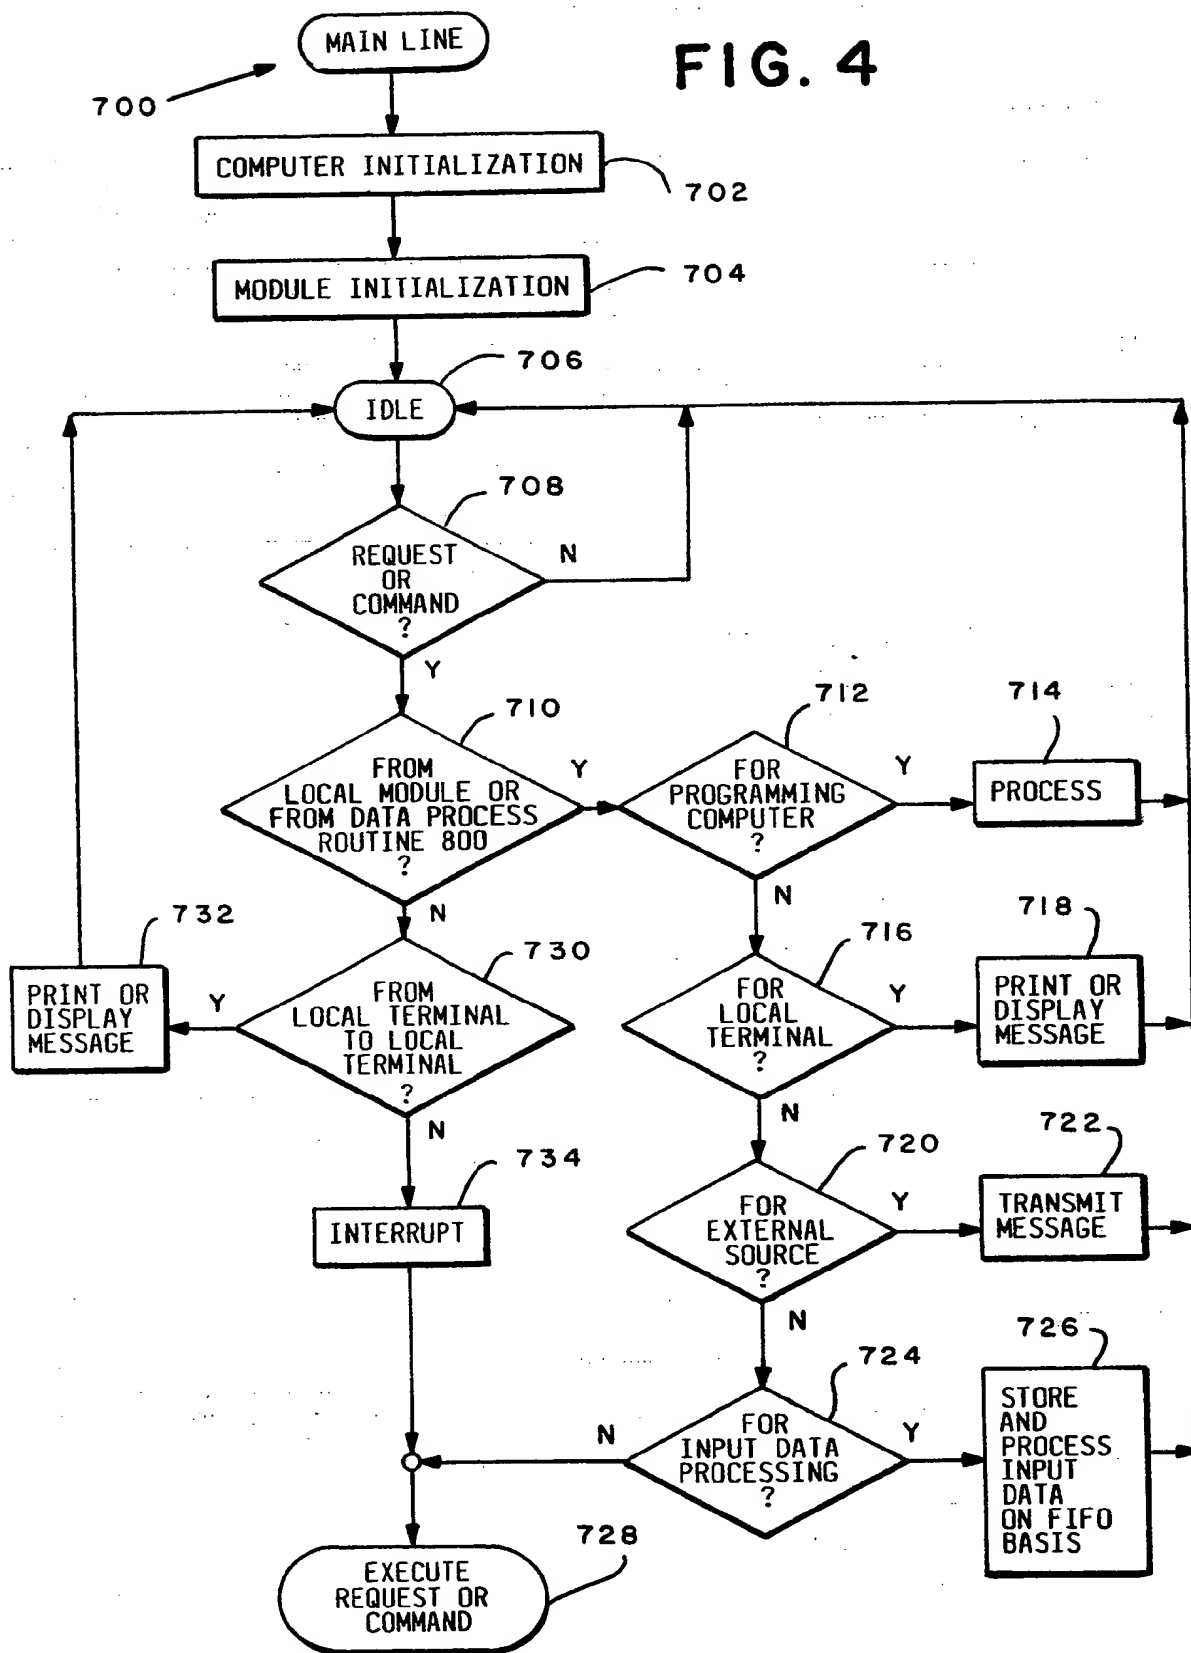 MAIN LINE
FIG. 4
700
COMPUTER INITIALIZATION
702
MODULE INITIALIZATION
704
706
IDLE
708
REQUEST
OR
COMMAND
?
N
Y
710
FROM
LOCAL MODULE OR
FROM DATA PROCESS
ROUTINE 800
?
Y
N
712
FOR
PROGRAMMING
COMPUTER
?
Y
N
714
PROCESS
732
PRINT OR
DISPLAY
MESSAGE
Y
730
FROM
LOCAL TERMINAL
TO LOCAL
TERMINAL
?
N
716
FOR
LOCAL
TERMINAL
?
Y
N
718
PRINT OR
DISPLAY
MESSAGE
734
INTERRUPT
720
FOR
EXTERNAL
SOURCE
?
Y
N
722
TRANSMIT
MESSAGE
724
FOR
INPUT DATA
PROCESSING
?
N
Y
726
STORE
AND
PROCESS
INPUT
DATA
ON FIFO
BASIS
728
EXECUTE
REQUEST OR
COMMAND